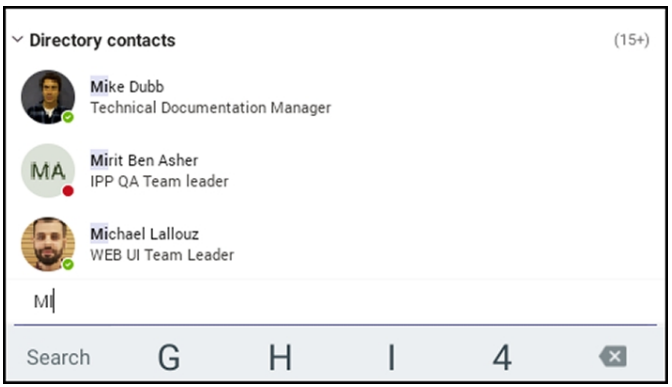 Directory contacts (15+)
Mike Dubb
Technical Documentation Manager
MA
Mirit Ben Asher
IPP QA Team leader
Michael Lallouz
WEB UI Team Leader
MI
Search G H I 4